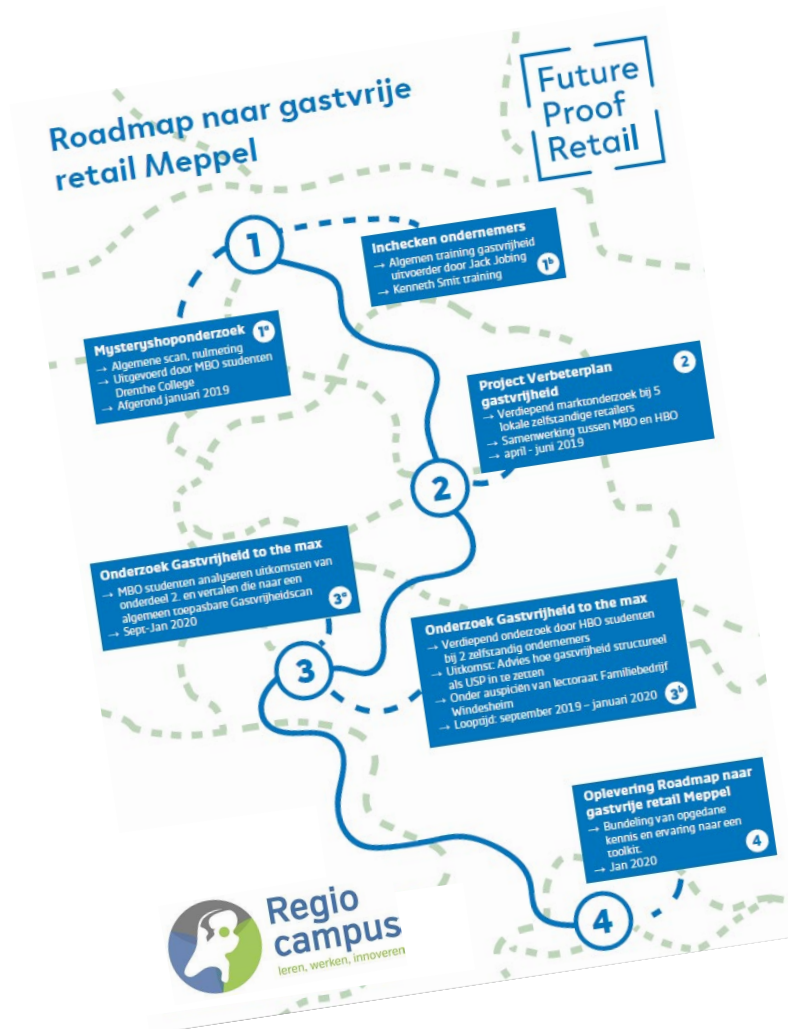 Roadmap naar gastvrije
retail Meppel
Future
Proof
Retail
1
Inchecken ondernemers
→ Algemen training gastvrijheid
uitvoerder door Jack Jobing
→ Kenneth Smit training
1b
Mysteryshoponderzoek
1a
→ Algemene scan, nulmeting
→ Uitgevoerd door MBO studenten
Drenthe College
→ Afgerond januari 2019
Project Verbeterplan
gastvrijheid
2
→ Verdiepend marktonderzoek bij 5
lokale zelfstandige retailers
→ Samenwerking tussen MBO en HBO
→ april - juni 2019
2
Onderzoek Gastvrijheid to the max
→ MBO studenten analyseren uitkomsten van
onderdeel 2. en vertalen die naar een
algemeen toepasbare Gastvrijheidscan
→ Sept-Jan 2020
3a
3
Onderzoek Gastvrijheid to the max
→ Verdiepend onderzoek door HBO studenten
bij 2 zelfstandig ondernemers
→ Uitkomst: Advies hoe gastvrijheid structureel
als USP in te zetten
→ Onder auspiciën van lectoraat Familiebedrijf
Windesheim
→ Looptijd: september 2019 – januari 2020
3b
Oplevering Roadmap naar
gastvrije retail Meppel
→ Bundeling van opgedane
kennis en ervaring naar een
toolkit.
→ Jan 2020
4
4
Regio
campus
leren, werken, innoveren